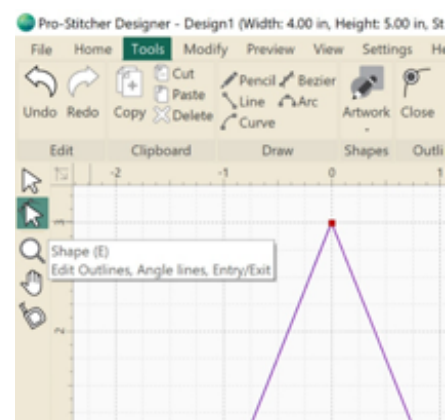 Pro-Stitcher Designer - Design1 (Width: 4.00 in, Height: 5.00 in, St
File Home Tools Modify Preview View Settings He
Undo Redo Copy Cut Paste Delete Pencil Bezier Line Arc Curve Artwork Close
Edit Clipboard Draw Shapes Outli
-2 -1 0 1
3
Shape (E)
Edit Outlines, Angle lines, Entry/Exit
2